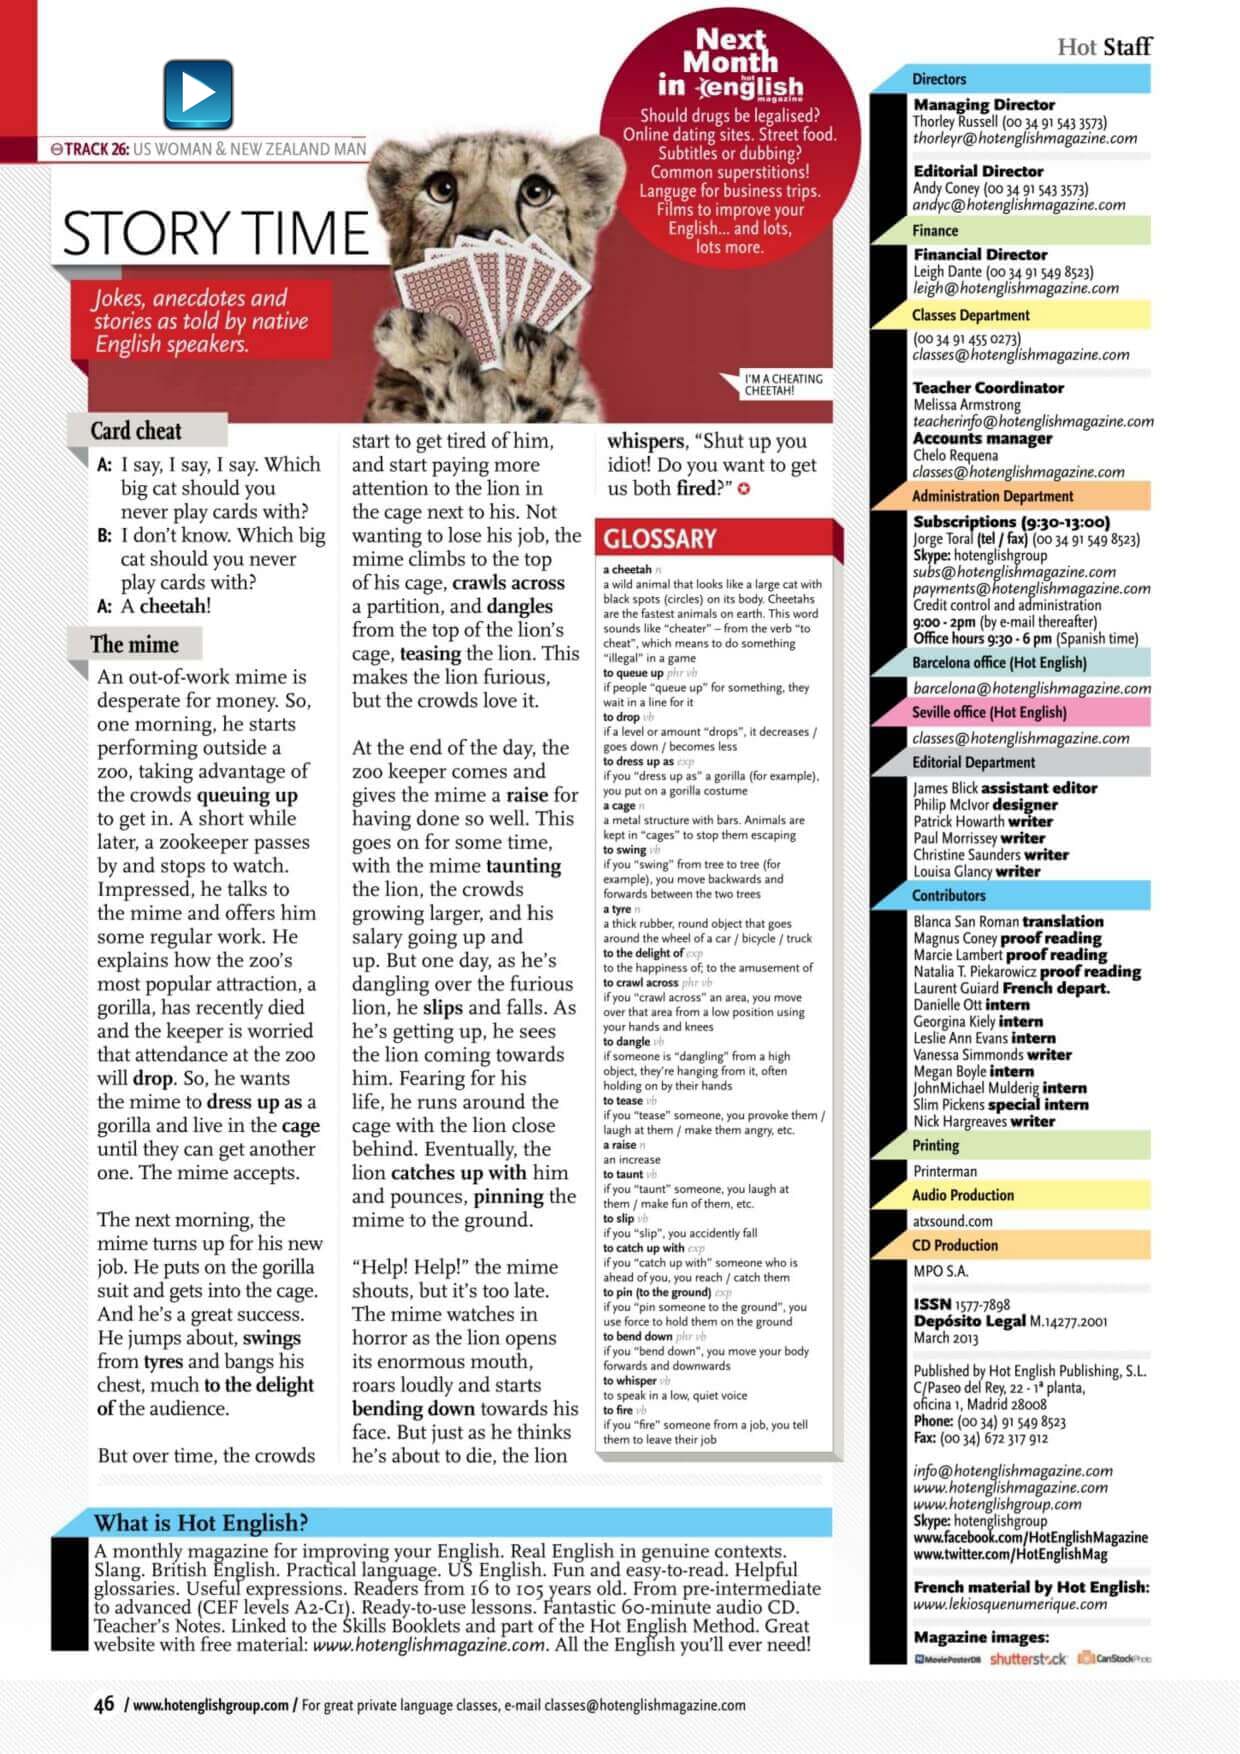 TRACK 26: US WOMAN & NEW ZEALAND MAN
STORY TIME
Jokes, anecdotes and
stories as told by native
English speakers.
Next
Month
in hot english
magazine
Should drugs be legalised?
Online dating sites. Street food.
Subtitles or dubbing?
Common superstitions!
Languge for business trips.
Films to improve your
English... and lots,
lots more.
I'M A CHEATING
CHEETAH!
Card cheat
A: I say, I say, I say. Which
big cat should you
never play cards with?
B: I don't know. Which big
cat should you never
play cards with?
A: A cheetah!
The mime
An out-of-work mime is
desperate for money. So,
one morning, he starts
performing outside a
zoo, taking advantage of
the crowds queuing up
to get in. A short while
later, a zookeeper passes
by and stops to watch.
Impressed, he talks to
the mime and offers him
some regular work. He
explains how the zoo's
most popular attraction, a
gorilla, has recently died
and the keeper is worried
that attendance at the zoo
will drop. So, he wants
the mime to dress up as a
gorilla and live in the cage
until they can get another
one. The mime accepts.
The next morning, the
mime turns up for his new
job. He puts on the gorilla
suit and gets into the cage.
And he's a great success.
He jumps about, swings
from tyres and bangs his
chest, much to the delight
of the audience.
But over time, the crowds
start to get tired of him,
and start paying more
attention to the lion in
the cage next to his. Not
wanting to lose his job, the
mime climbs to the top
of his cage, crawls across
a partition, and dangles
from the top of the lion's
cage, teasing the lion. This
makes the lion furious,
but the crowds love it.
At the end of the day, the
zoo keeper comes and
gives the mime a raise for
having done so well. This
goes on for some time,
with the mime taunting
the lion, the crowds
growing larger, and his
salary going up and
up. But one day, as he's
dangling over the furious
lion, he slips and falls. As
he's getting up, he sees
the lion coming towards
him. Fearing for his
life, he runs around the
cage with the lion close
behind. Eventually, the
lion catches up with him
and pounces, pinning the
mime to the ground.
"Help! Help!" the mime
shouts, but it's too late.
The mime watches in
horror as the lion opens
its enormous mouth,
roars loudly and starts
bending down towards his
face. But just as he thinks
he's about to die, the lion
whispers, "Shut up you
idiot! Do you want to get
us both fired?"
GLOSSARY
a cheetah n
a wild animal that looks like a large cat with
black spots (circles) on its body. Cheetahs
are the fastest animals on earth. This word
sounds like "cheater" – from the verb "to
cheat", which means to do something
"illegal" in a game
to queue up phr vb
if people "queue up" for something, they
wait in a line for it
to drop vb
if a level or amount "drops", it decreases /
goes down / becomes less
to dress up as exp
if you "dress up as" a gorilla (for example),
you put on a gorilla costume
a cage n
a metal structure with bars. Animals are
kept in "cages" to stop them escaping
to swing vb
if you "swing" from tree to tree (for
example), you move backwards and
forwards between the two trees
a tyre n
a thick rubber, round object that goes
around the wheel of a car / bicycle / truck
to the delight of exp
to the happiness of; to the amusement of
to crawl across phr vb
if you "crawl across" an area, you move
over that area from a low position using
your hands and knees
to dangle vb
if someone is "dangling" from a high
object, they're hanging from it, often
holding on by their hands
to tease vb
if you "tease" someone, you provoke them /
laugh at them / make them angry, etc.
a raise n
an increase
to taunt vb
if you "taunt" someone, you laugh at
them / make fun of them, etc.
to slip vb
if you "slip", you accidently fall
to catch up with exp
if you "catch up with" someone who is
ahead of you, you reach / catch them
to pin (to the ground) exp
if you "pin someone to the ground", you
use force to hold them on the ground
to bend down phr vb
if you "bend down", you move your body
forwards and downwards
to whisper vb
to speak in a low, quiet voice
to fire vb
if you "fire" someone from a job, you tell
them to leave their job
What is Hot English?
A monthly magazine for improving your English. Real English in genuine contexts.
Slang. British English. Practical language. US English. Fun and easy-to-read. Helpful
glossaries. Useful expressions. Readers from 16 to 105 years old. From pre-intermediate
to advanced (CEF levels A2-C1). Ready-to-use lessons. Fantastic 60-minute audio CD.
Teacher's Notes. Linked to the Skills Booklets and part of the Hot English Method. Great
website with free material: www.hotenglishmagazine.com. All the English you'll ever need!
46 / www.hotenglishgroup.com / For great private language classes, e-mail classes@hotenglishmagazine.com
Hot Staff
Directors
Managing Director
Thorley Russell (00 34 91 543 3573)
thorleyr@hotenglishmagazine.com
Editorial Director
Andy Coney (00 34 91 543 3573)
andyc@hotenglishmagazine.com
Finance
Financial Director
Leigh Dante (00 34 91 549 8523)
leigh@hotenglishmagazine.com
Classes Department
(00 34 91 455 0273)
classes@hotenglishmagazine.com
Teacher Coordinator
Melissa Armstrong
teacherinfo@hotenglishmagazine.com
Accounts manager
Chelo Requena
classes@hotenglishmagazine.com
Administration Department
Subscriptions (9:30-13:00)
Jorge Toral (tel / fax) (00 34 91 549 8523)
Skype: hotenglishgroup
subs@hotenglishmagazine.com
payments@hotenglishmagazine.com
Credit control and administration
9:00 - 2pm (by e-mail thereafter)
Office hours 9:30 - 6 pm (Spanish time)
Barcelona office (Hot English)
barcelona@hotenglishmagazine.com
Seville office (Hot English)
classes@hotenglishmagazine.com
Editorial Department
James Blick assistant editor
Philip McIvor designer
Patrick Howarth writer
Paul Morrissey writer
Christine Saunders writer
Louisa Glancy writer
Contributors
Blanca San Roman translation
Magnus Coney proof reading
Marcie Lambert proof reading
Natalia T. Piekarowicz proof reading
Laurent Guiard French depart.
Danielle Ott intern
Georgina Kiely intern
Leslie Ann Evans intern
Vanessa Simmonds writer
Megan Boyle intern
JohnMichael Mulderig intern
Slim Pickens special intern
Nick Hargreaves writer
Printing
Printerman
Audio Production
atxsound.com
CD Production
MPO S.A.
ISSN 1577-7898
Depósito Legal M.14277.2001
March 2013
Published by Hot English Publishing, S.L.
C/Paseo del Rey, 22 - 1ª planta,
oficina 1, Madrid 28008
Phone: (00 34) 91 549 8523
Fax: (00 34) 672 317 912
info@hotenglishmagazine.com
www.hotenglishmagazine.com
www.hotenglishgroup.com
Skype: hotenglishgroup
www.facebook.com/HotEnglishMagazine
www.twitter.com/HotEnglishMag
French material by Hot English:
www.lekiosquenumerique.com
Magazine images:
MoviePosterDB shutterstock CanStockPhoto